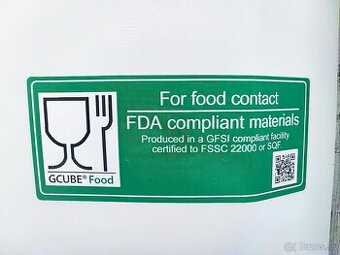 For food contact
FDA compliant materials
Produced in a GFSI compliant facility
certified to FSSC 22000 or SQF.
GCUBE® Food